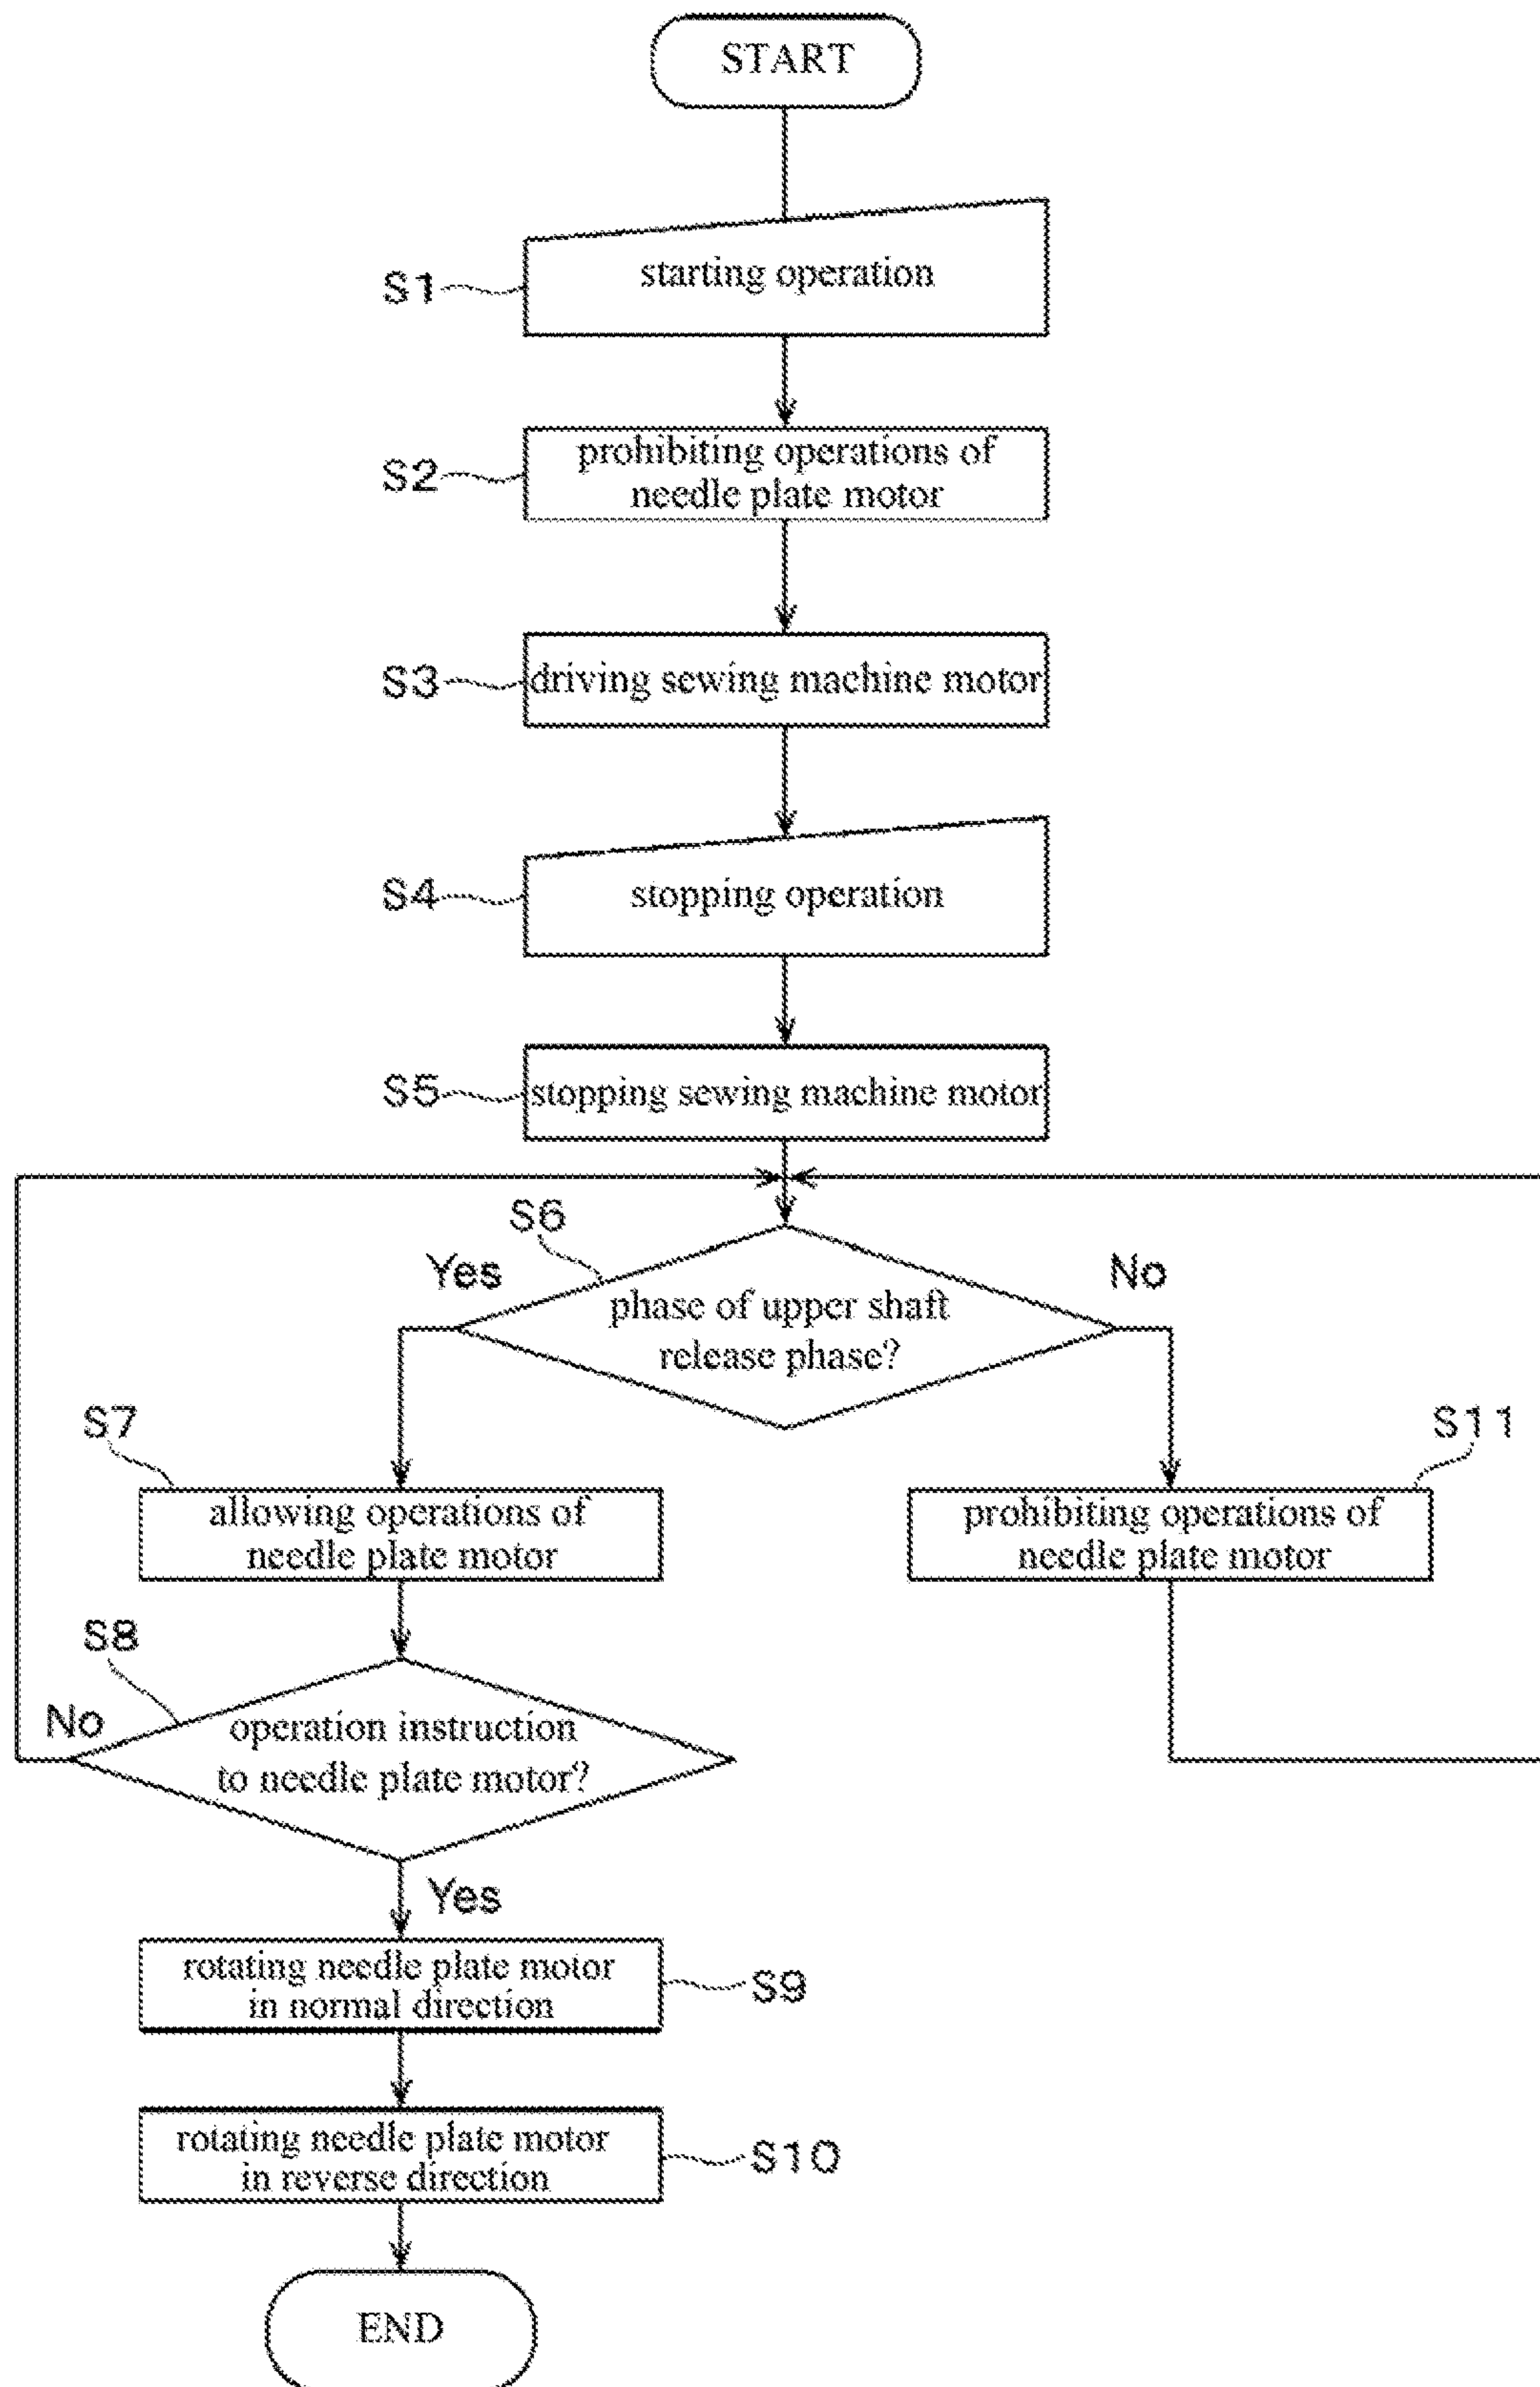 START
S1
starting operation
S2
prohibiting operations of
needle plate motor
S3
driving sewing machine motor
S4
stopping operation
S5
stopping sewing machine motor
S6
Yes
No
phase of upper shaft
release phase?
S7
S11
allowing operations of
needle plate motor
prohibiting operations of
needle plate motor
S8
No
operation instruction
to needle plate motor?
Yes
rotating needle plate motor
in normal direction
S9
rotating needle plate motor
in reverse direction
S10
END